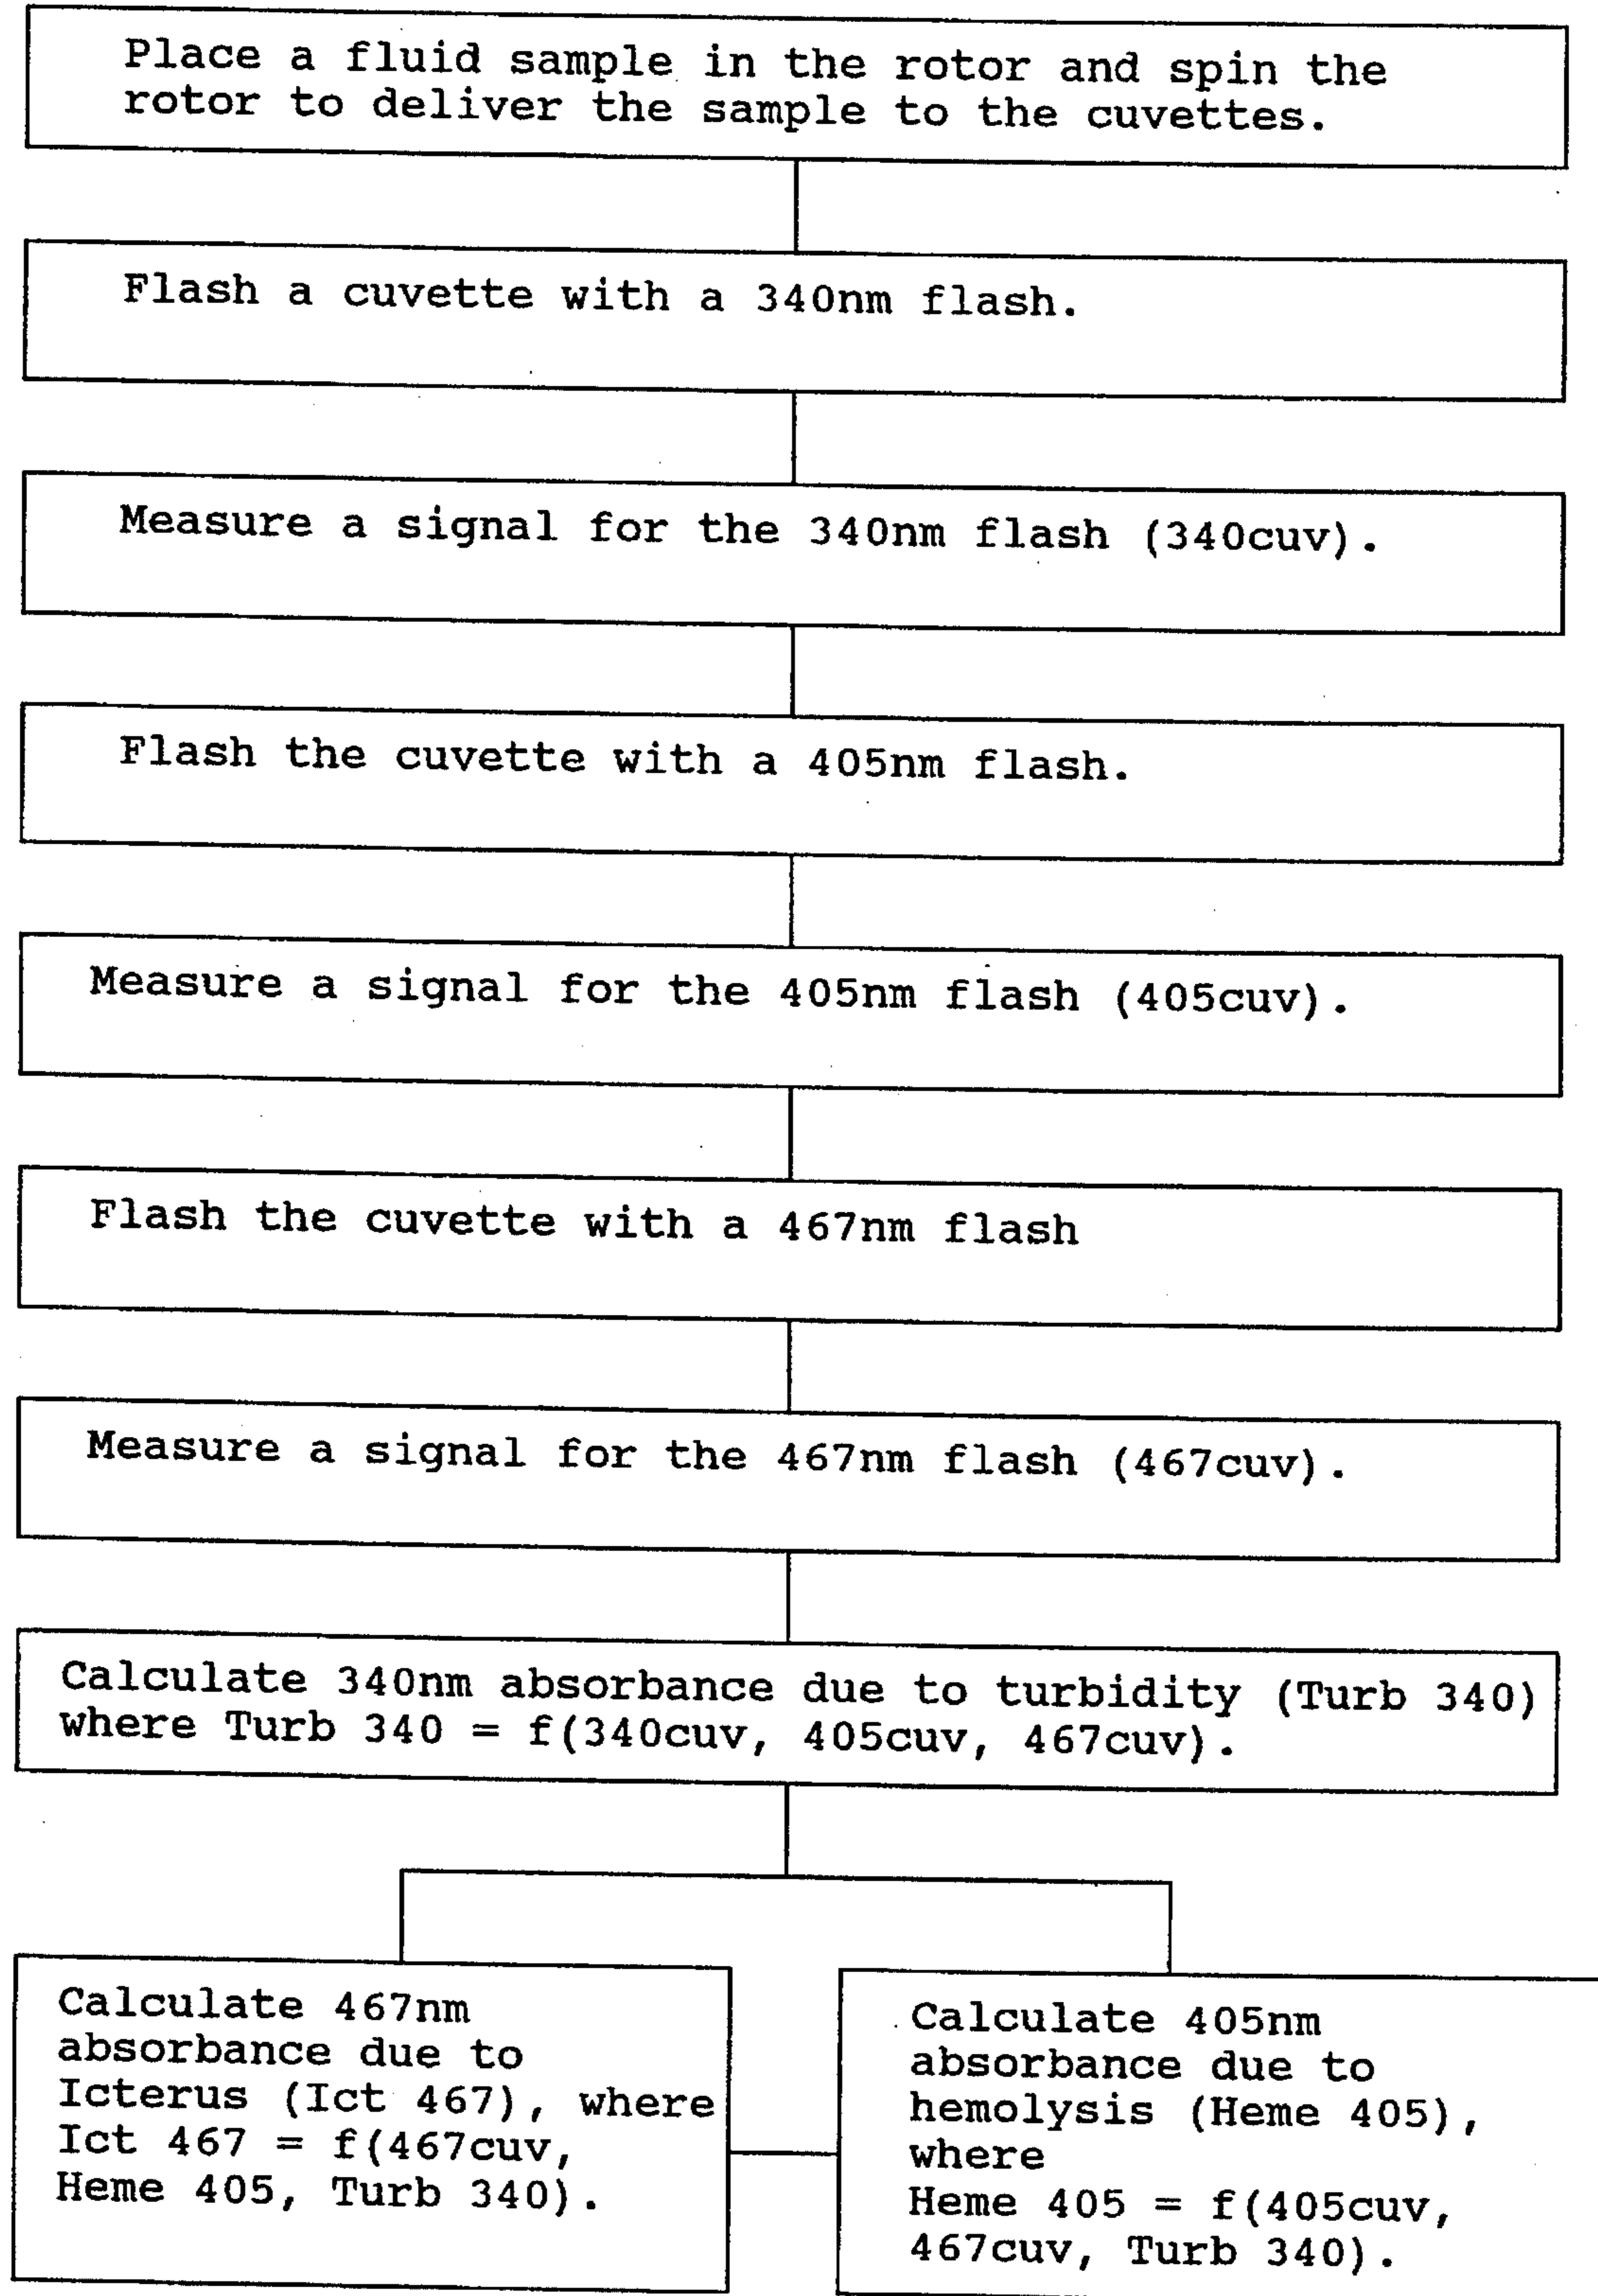 Place a fluid sample in the rotor and spin the
rotor to deliver the sample to the cuvettes.
Flash a cuvette with a 340nm flash.
Measure a signal for the 340nm flash (340cuv).
Flash the cuvette with a 405nm flash.
Measure a signal for the 405nm flash (405cuv).
Flash the cuvette with a 467nm flash
Measure a signal for the 467nm flash (467cuv).
Calculate 340nm absorbance due to turbidity (Turb 340)
where Turb 340 = f(340cuv, 405cuv, 467cuv).
Calculate 467nm
absorbance due to
Icterus (Ict 467), where
Ict 467 = f(467cuv,
Heme 405, Turb 340).
Calculate 405nm
absorbance due to
hemolysis (Heme 405),
where
Heme 405 = f(405cuv,
467cuv, Turb 340).